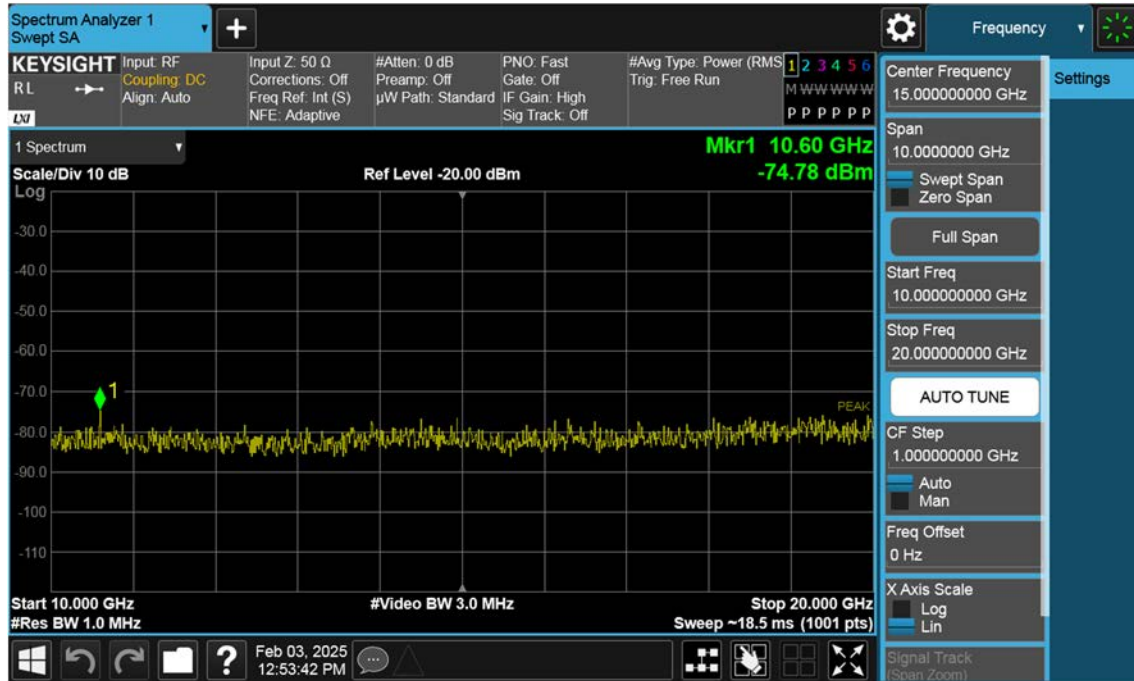 Spectrum Analyzer 1
Swept SA
Frequency
KEYSIGHT
R L
LXI
Input: RF
Coupling: DC
Align: Auto
Input Z: 50 Ω
Corrections: Off
Freq Ref: Int (S)
NFE: Adaptive
#Atten: 0 dB
Preamp: Off
µW Path: Standard
PNO: Fast
Gate: Off
IF Gain: High
Sig Track: Off
#Avg Type: Power (RMS
Trig: Free Run
1 2 3 4 5 6
M W W W W W
P P P P P P
1 Spectrum
Mkr1 10.60 GHz
-74.78 dBm
Scale/Div 10 dB
Ref Level -20.00 dBm
Log
-30.0
-40.0
-50.0
-60.0
-70.0
1
PEAK
-80.0
-90.0
-100
-110
Start 10.000 GHz
#Video BW 3.0 MHz
Stop 20.000 GHz
#Res BW 1.0 MHz
Sweep ~18.5 ms (1001 pts)
?
Feb 03, 2025
12:53:42 PM
Settings
Center Frequency
15.000000000 GHz
Span
10.0000000 GHz
Swept Span
Zero Span
Full Span
Start Freq
10.000000000 GHz
Stop Freq
20.000000000 GHz
AUTO TUNE
CF Step
1.000000000 GHz
Auto
Man
Freq Offset
0 Hz
X Axis Scale
Log
Lin
Signal Track
(Span Zoom)